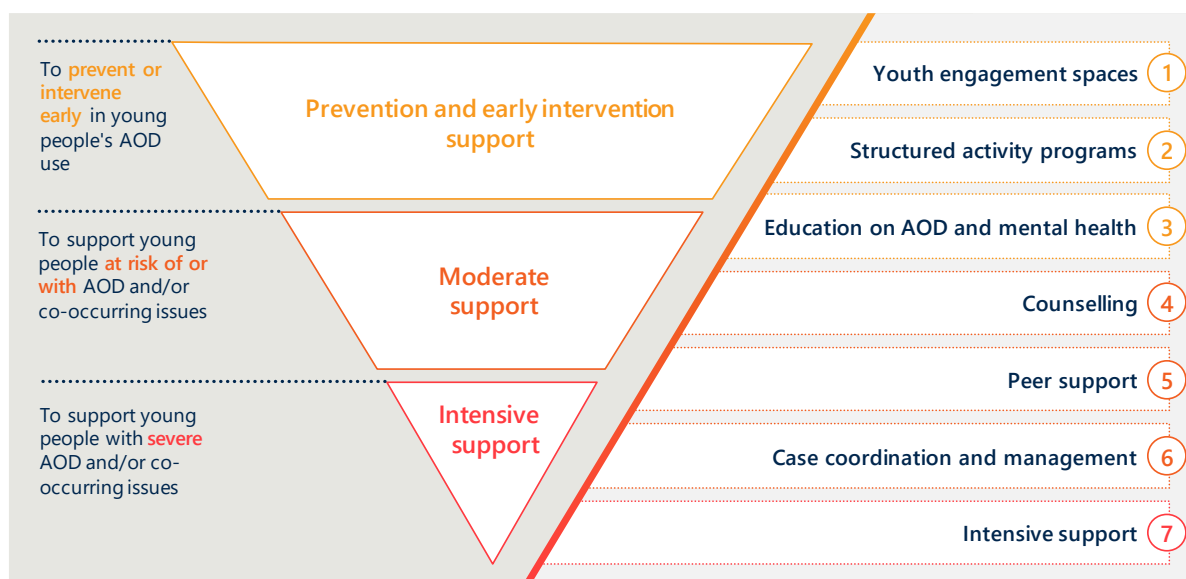 To prevent or
intervene
early in young
people's AOD
use
Prevention and early intervention
support
To support young
people at risk of or
with AOD and/or
co-occurring issues
Moderate
support
To support young
people with severe
AOD and/or co-
occurring issues
Intensive
support
Youth engagement spaces 1
Structured activity programs 2
Education on AOD and mental health 3
Counselling 4
Peer support 5
Case coordination and management 6
Intensive support 7